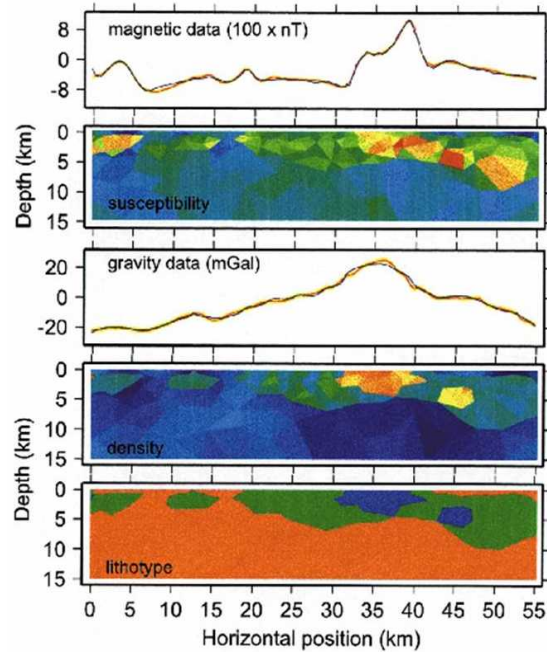 magnetic data (100 x nT)
8
0
-8
Depth (km)
0
5
10
15
susceptibility
gravity data (mGal)
20
0
-20
Depth (km)
0
5
10
15
density
0
5
10
15
lithotype
0 5 10 15 20 25 30 35 40 45 50 55
Horizontal position (km)